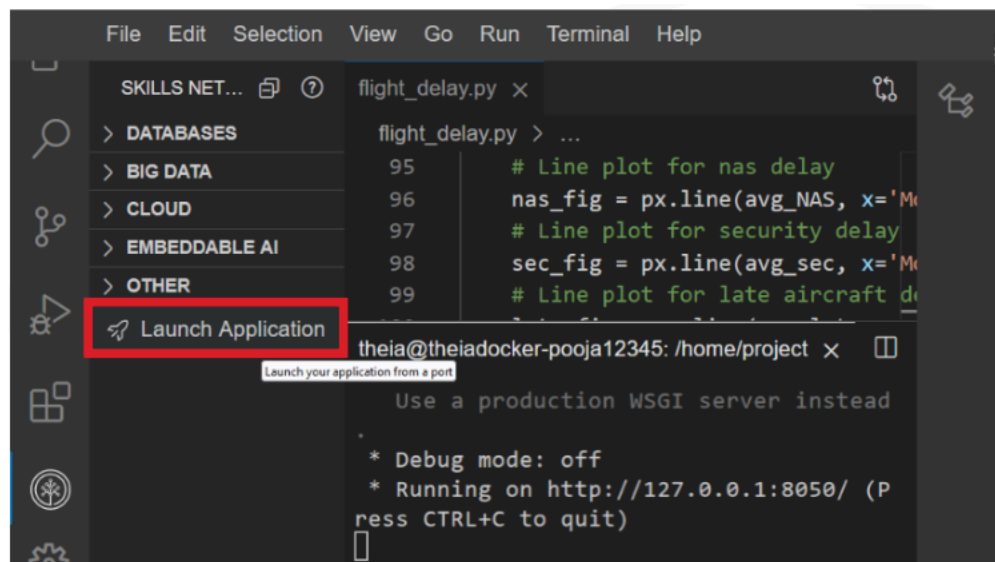 File Edit Selection View Go Run Terminal Help
SKILLS NET...
DATABASES
BIG DATA
CLOUD
EMBEDDABLE AI
OTHER
Launch Application
Launch your application from a port
flight_delay.py ×
flight_delay.py > ...
95 # Line plot for nas delay
96 nas_fig = px.line(avg_NAS, x='Mo
97 # Line plot for security delay
98 sec_fig = px.line(avg_sec, x='Mo
99 # Line plot for late aircraft de
theia@theiadocker-pooja12345: /home/project ×
Use a production WSGI server instead
.
* Debug mode: off
* Running on http://127.0.0.1:8050/ (P
ress CTRL+C to quit)